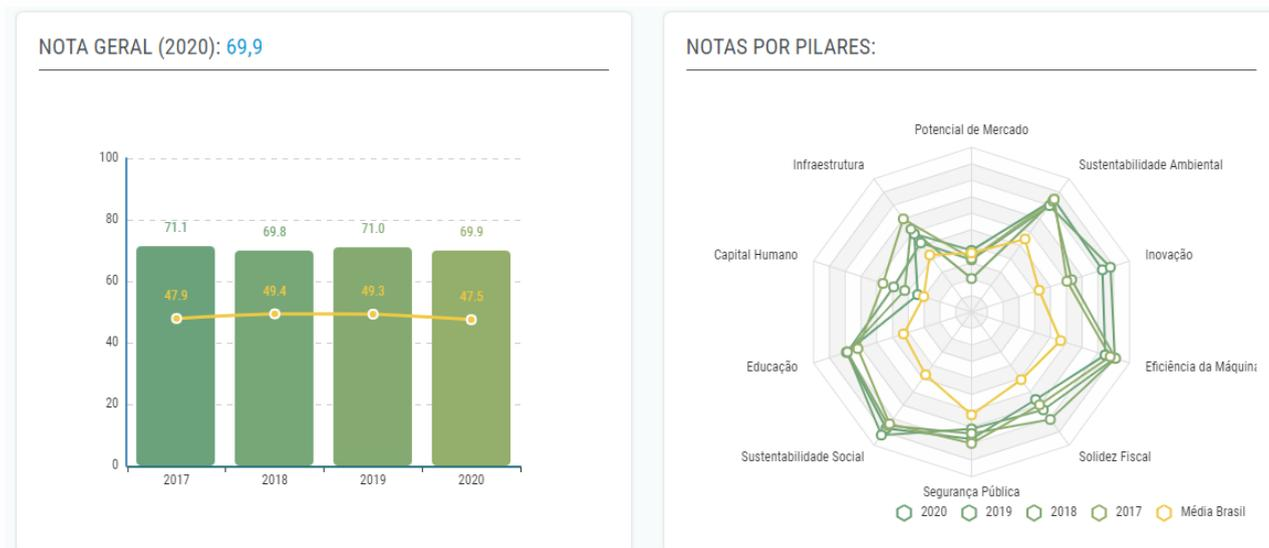 NOTA GERAL (2020): 69,9
100
80
60
40
20
0
71.1
69.8
71.0
69.9
47.9
49.4
49.3
47.5
2017
2018
2019
2020
NOTAS POR PILARES:
Potencial de Mercado
Infraestrutura
Sustentabilidade Ambiental
Capital Humano
Inovação
Educação
Eficiência da Máquina
Sustentabilidade Social
Solidez Fiscal
Segurança Pública
2020 2019 2018 2017 Média Brasil